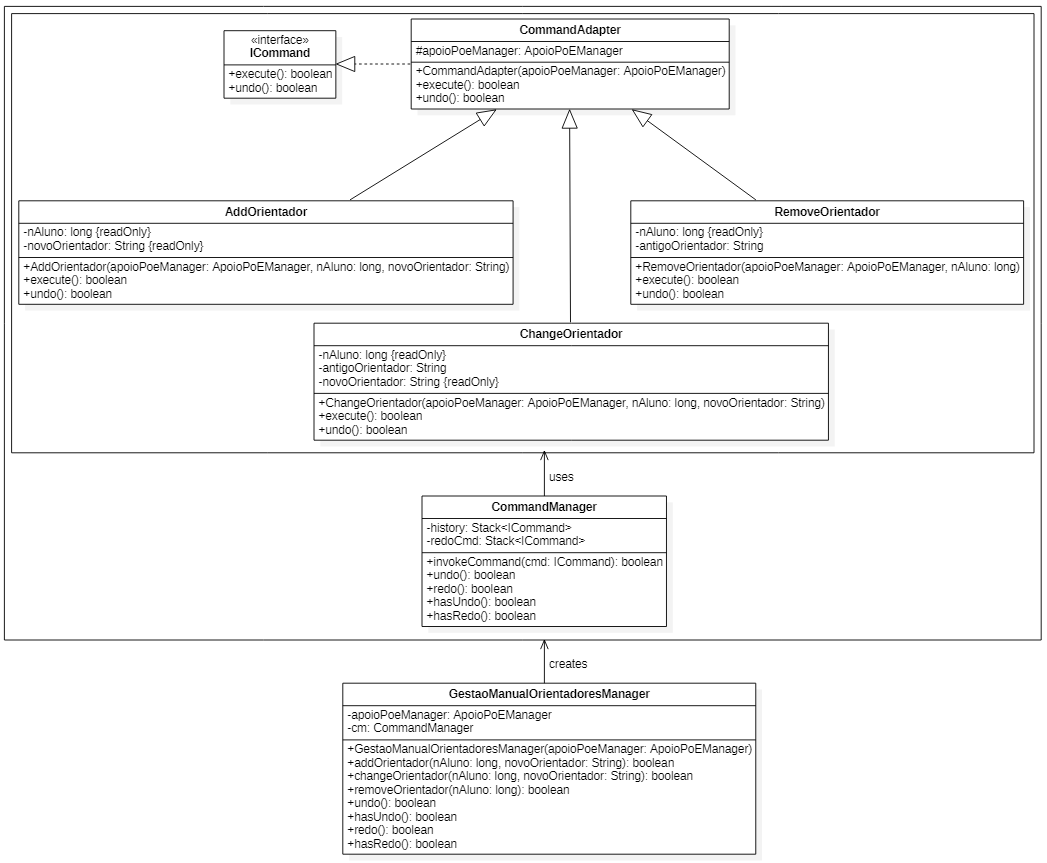 «interface»
ICommand
+execute(): boolean
+undo(): boolean
CommandAdapter
#apoioPoeManager: ApoioPoEManager
+CommandAdapter(apoioPoeManager: ApoioPoEManager)
+execute(): boolean
+undo(): boolean
AddOrientador
-nAluno: long {readOnly}
-novoOrientador: String {readOnly}
+AddOrientador(apoioPoeManager: ApoioPoEManager, nAluno: long, novoOrientador: String)
+execute(): boolean
+undo(): boolean
RemoveOrientador
-nAluno: long {readOnly}
-antigoOrientador: String
+RemoveOrientador(apoioPoeManager: ApoioPoEManager, nAluno: long)
+execute(): boolean
+undo(): boolean
ChangeOrientador
-nAluno: long {readOnly}
-antigoOrientador: String
-novoOrientador: String {readOnly}
+ChangeOrientador(apoioPoeManager: ApoioPoEManager, nAluno: long, novoOrientador: String)
+execute(): boolean
+undo(): boolean
uses
CommandManager
-history: Stack<ICommand>
-redoCmd: Stack<ICommand>
+invokeCommand(cmd: ICommand): boolean
+undo(): boolean
+redo(): boolean
+hasUndo(): boolean
+hasRedo(): boolean
creates
GestaoManualOrientadoresManager
-apoioPoeManager: ApoioPoEManager
-cm: CommandManager
+GestaoManualOrientadoresManager(apoioPoeManager: ApoioPoEManager)
+addOrientador(nAluno: long, novoOrientador: String): boolean
+changeOrientador(nAluno: long, novoOrientador: String): boolean
+removeOrientador(nAluno: long): boolean
+undo(): boolean
+hasUndo(): boolean
+redo(): boolean
+hasRedo(): boolean